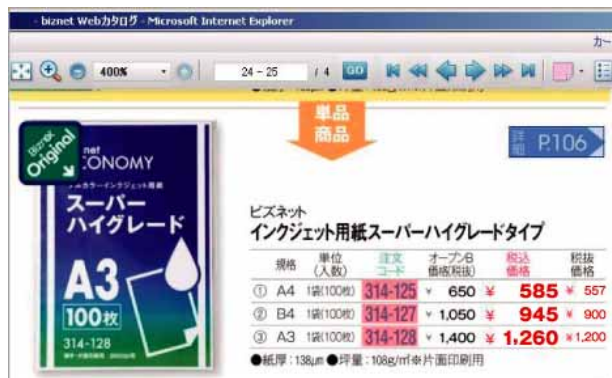 - biznet Webカタログ - Microsoft Internet Explorer
カー
400% 24 - 25 / 4 GO
単品
商品
Biznet
Original
net
ECONOMY
スーパー
ハイグレード
A3
100枚
314-128
詳細 P.106
ビズネット
インクジェット用紙スーパーハイグレードタイプ
規格 単位(入数) 注文コード オープンB価格(税抜) 税込価格 税抜価格
① A4 1袋(100枚) 314-125 ¥ 650 ¥ 585 ¥ 557
② B4 1袋(100枚) 314-127 ¥ 1,050 ¥ 945 ¥ 900
③ A3 1袋(100枚) 314-128 ¥ 1,400 ¥ 1,260 ¥1,200
●紙厚：138μm ●坪量：108g/㎡※片面印刷用